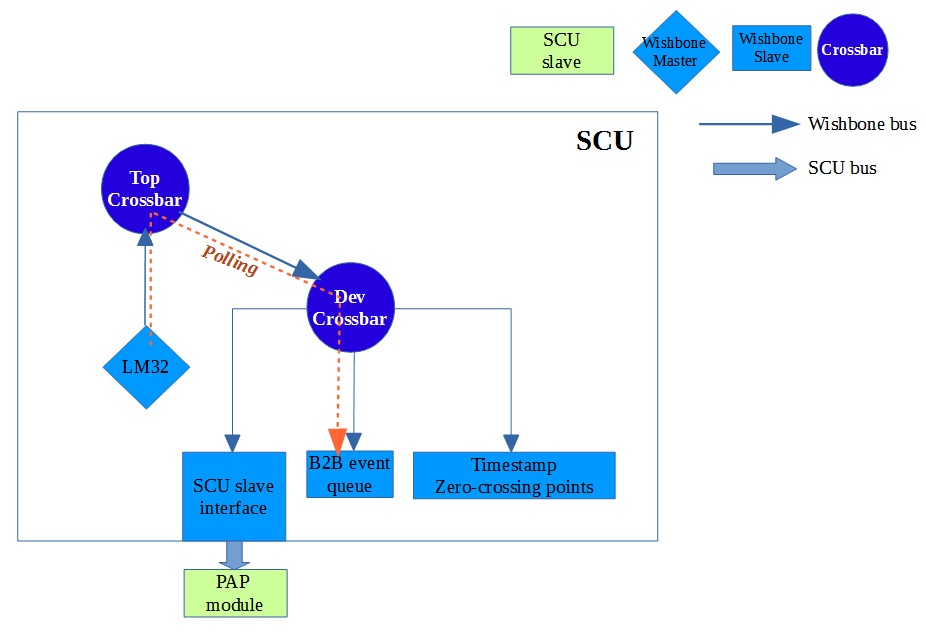 SCU
slave
Wishbone
Master
Wishbone
Slave
Crossbar
Wishbone bus
SCU bus
SCU
Top
Crossbar
Polling
Dev
Crossbar
LM32
SCU slave
interface
B2B event
queue
Timestamp
Zero-crossing points
PAP
module